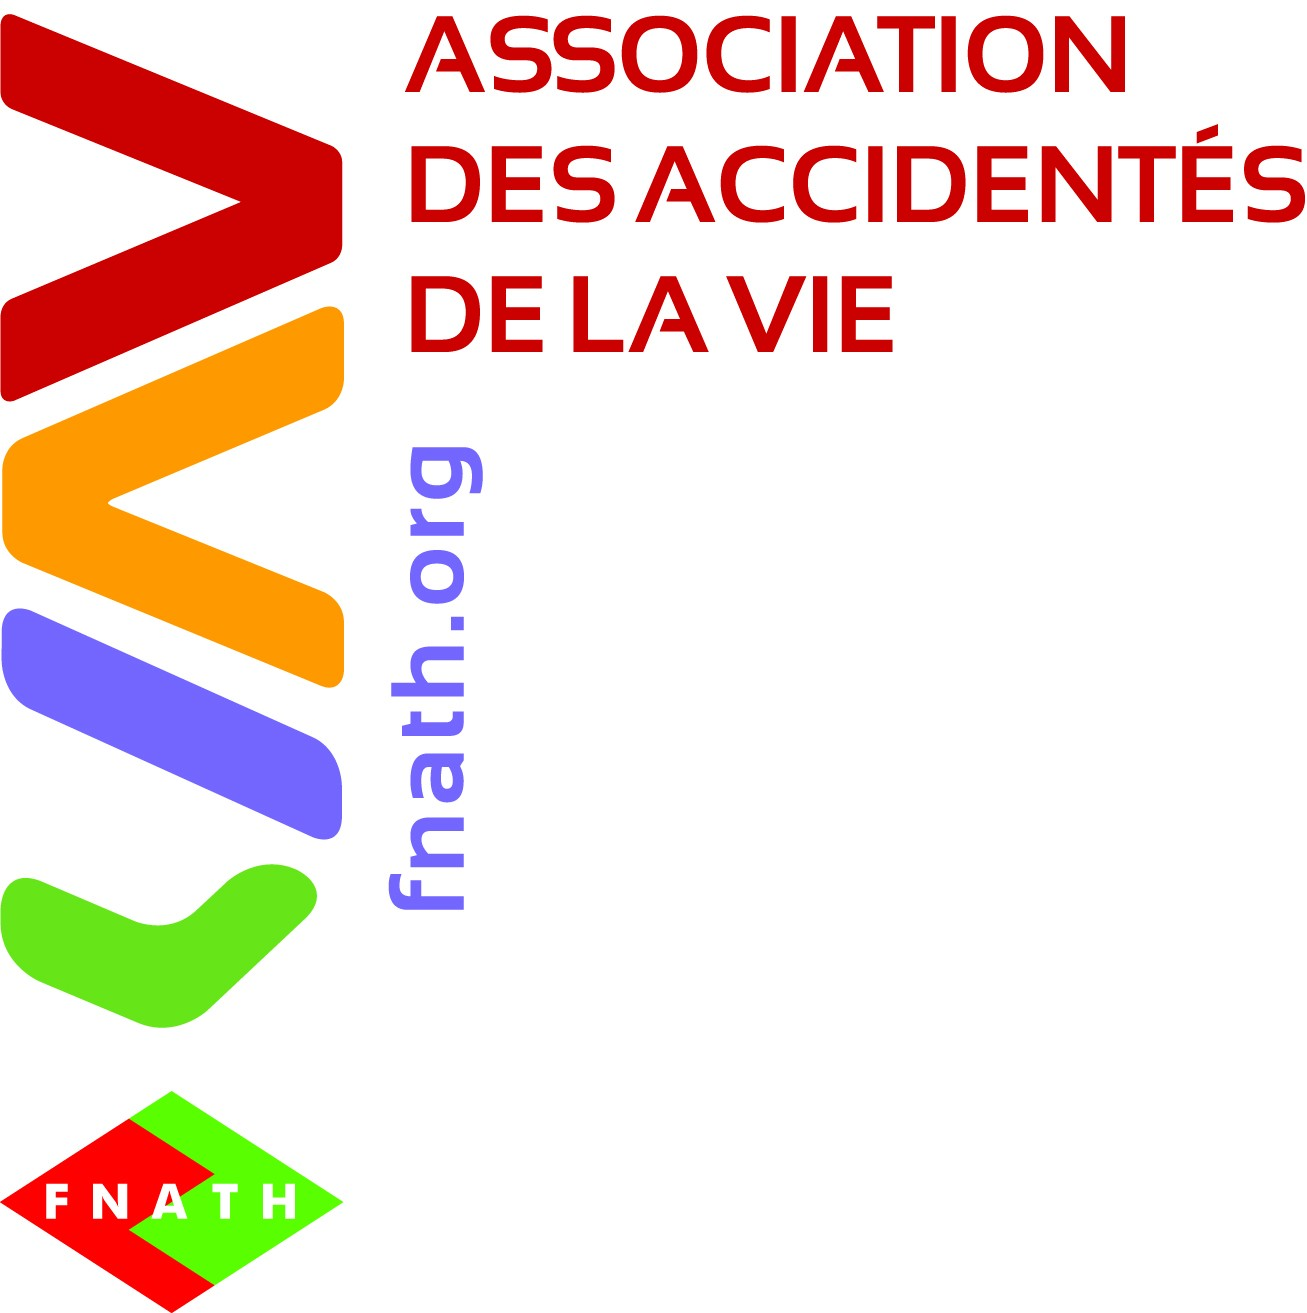 ASSOCIATION
DES ACCIDENTÉS
DE LA VIE
fnath.org
FNATH